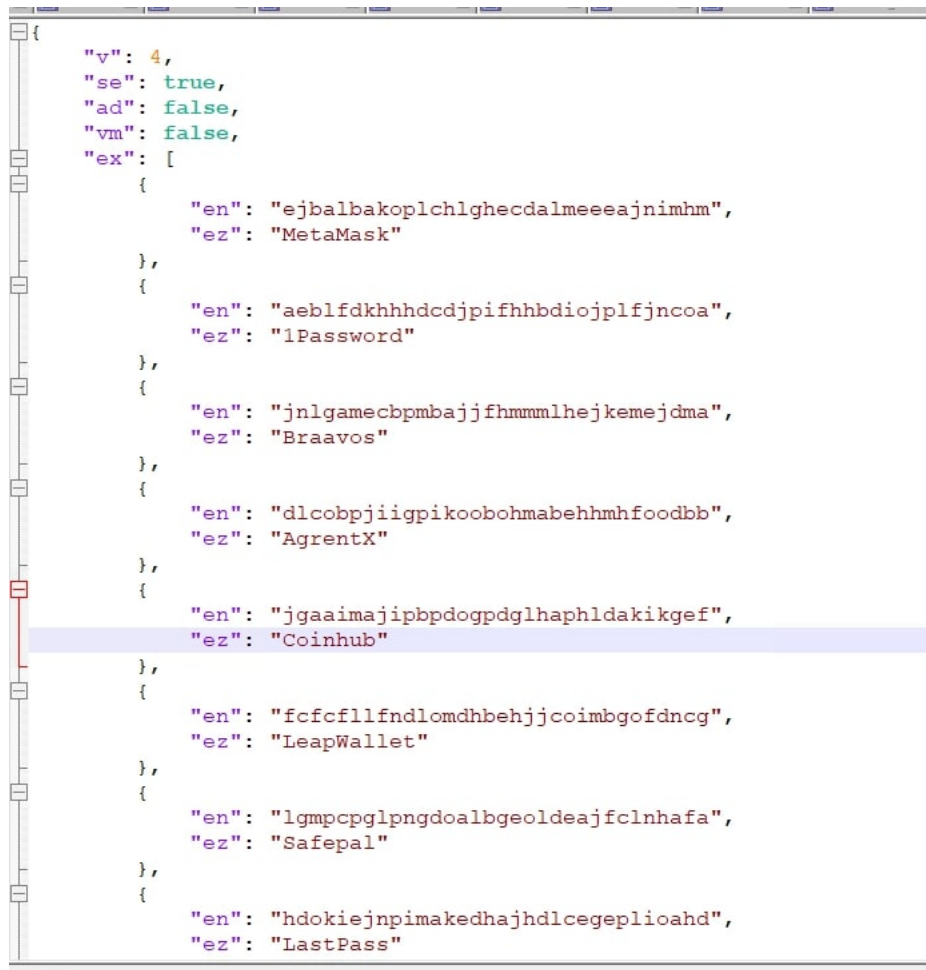 {
"v": 4,
"se": true,
"ad": false,
"vm": false,
"ex": [
{
"en": "ejbalbakoplchlghecdalmeeeajnimhm",
"ez": "MetaMask"
},
{
"en": "aeblfdkhhhdcdjpifhhbdiojplfjncoa",
"ez": "1Password"
},
{
"en": "jnlgamecbpmbajjfhmmmlhejkemejdma",
"ez": "Braavos"
},
{
"en": "dlcobpjiigpikoobohmabehhmhfoodbb",
"ez": "AgrentX"
},
{
"en": "jgaaimajipbpdogpdglhaphldakikgef",
"ez": "Coinhub"
},
{
"en": "fcfcfllfndlomdhbehjjcoimbgofdncg",
"ez": "LeapWallet"
},
{
"en": "lgmpcpglpngdoalbgeoldeajfclnhafa",
"ez": "Safepal"
},
{
"en": "hdokiejnpimakedhajhdlcegeplioahd",
"ez": "LastPass"